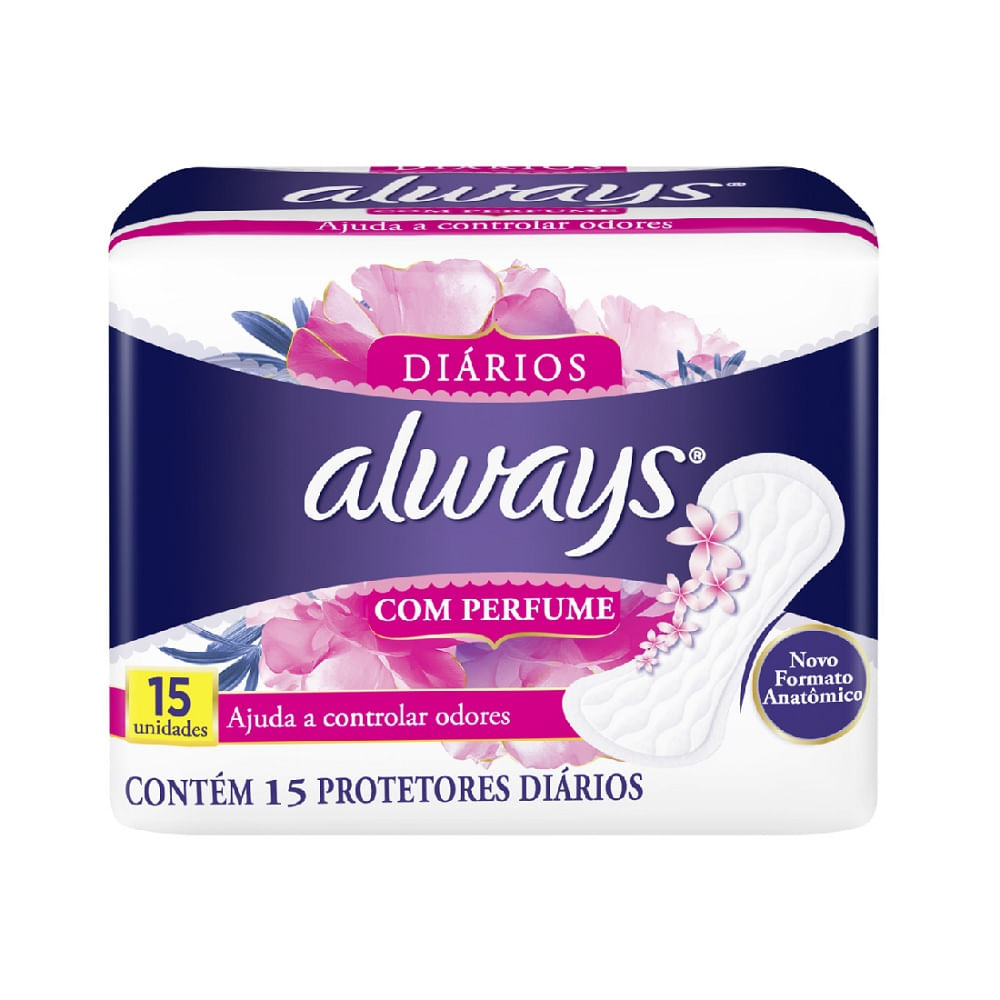 DIÁRIOS
always®
COM PERFUME
Ajuda a controlar odores
DIÁRIOS
always®
COM PERFUME
15
unidades
Ajuda a controlar odores
Novo
Formato
Anatômico
CONTÉM 15 PROTETORES DIÁRIOS